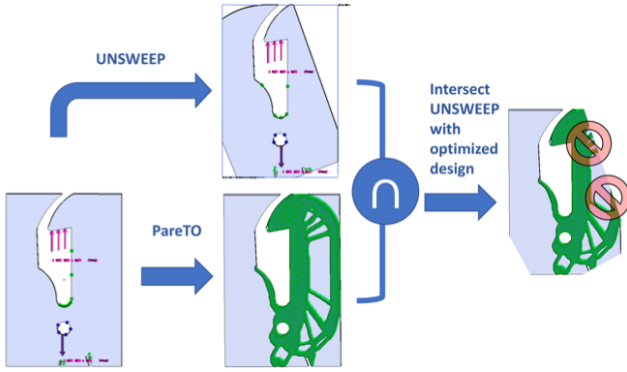 UNSWEEP
Intersect
UNSWEEP
with
optimized
design
∩
PareTO